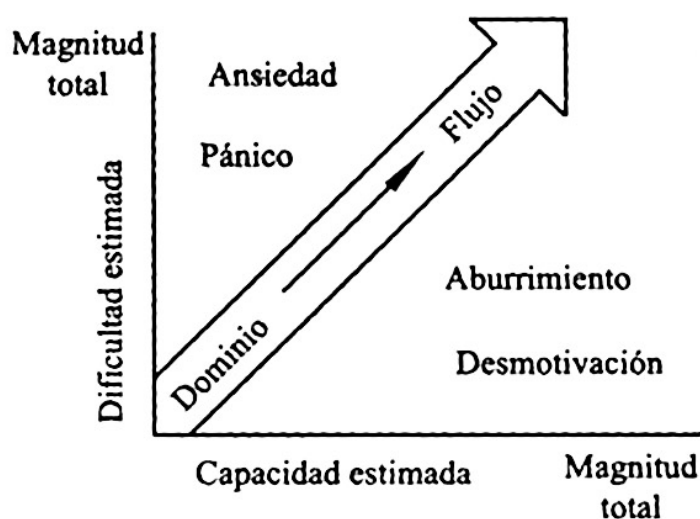 Magnitud
total
Ansiedad
Pánico
Flujo
Dificultad estimada
Dominio
Aburrimiento
Desmotivación
Capacidad estimada
Magnitud
total